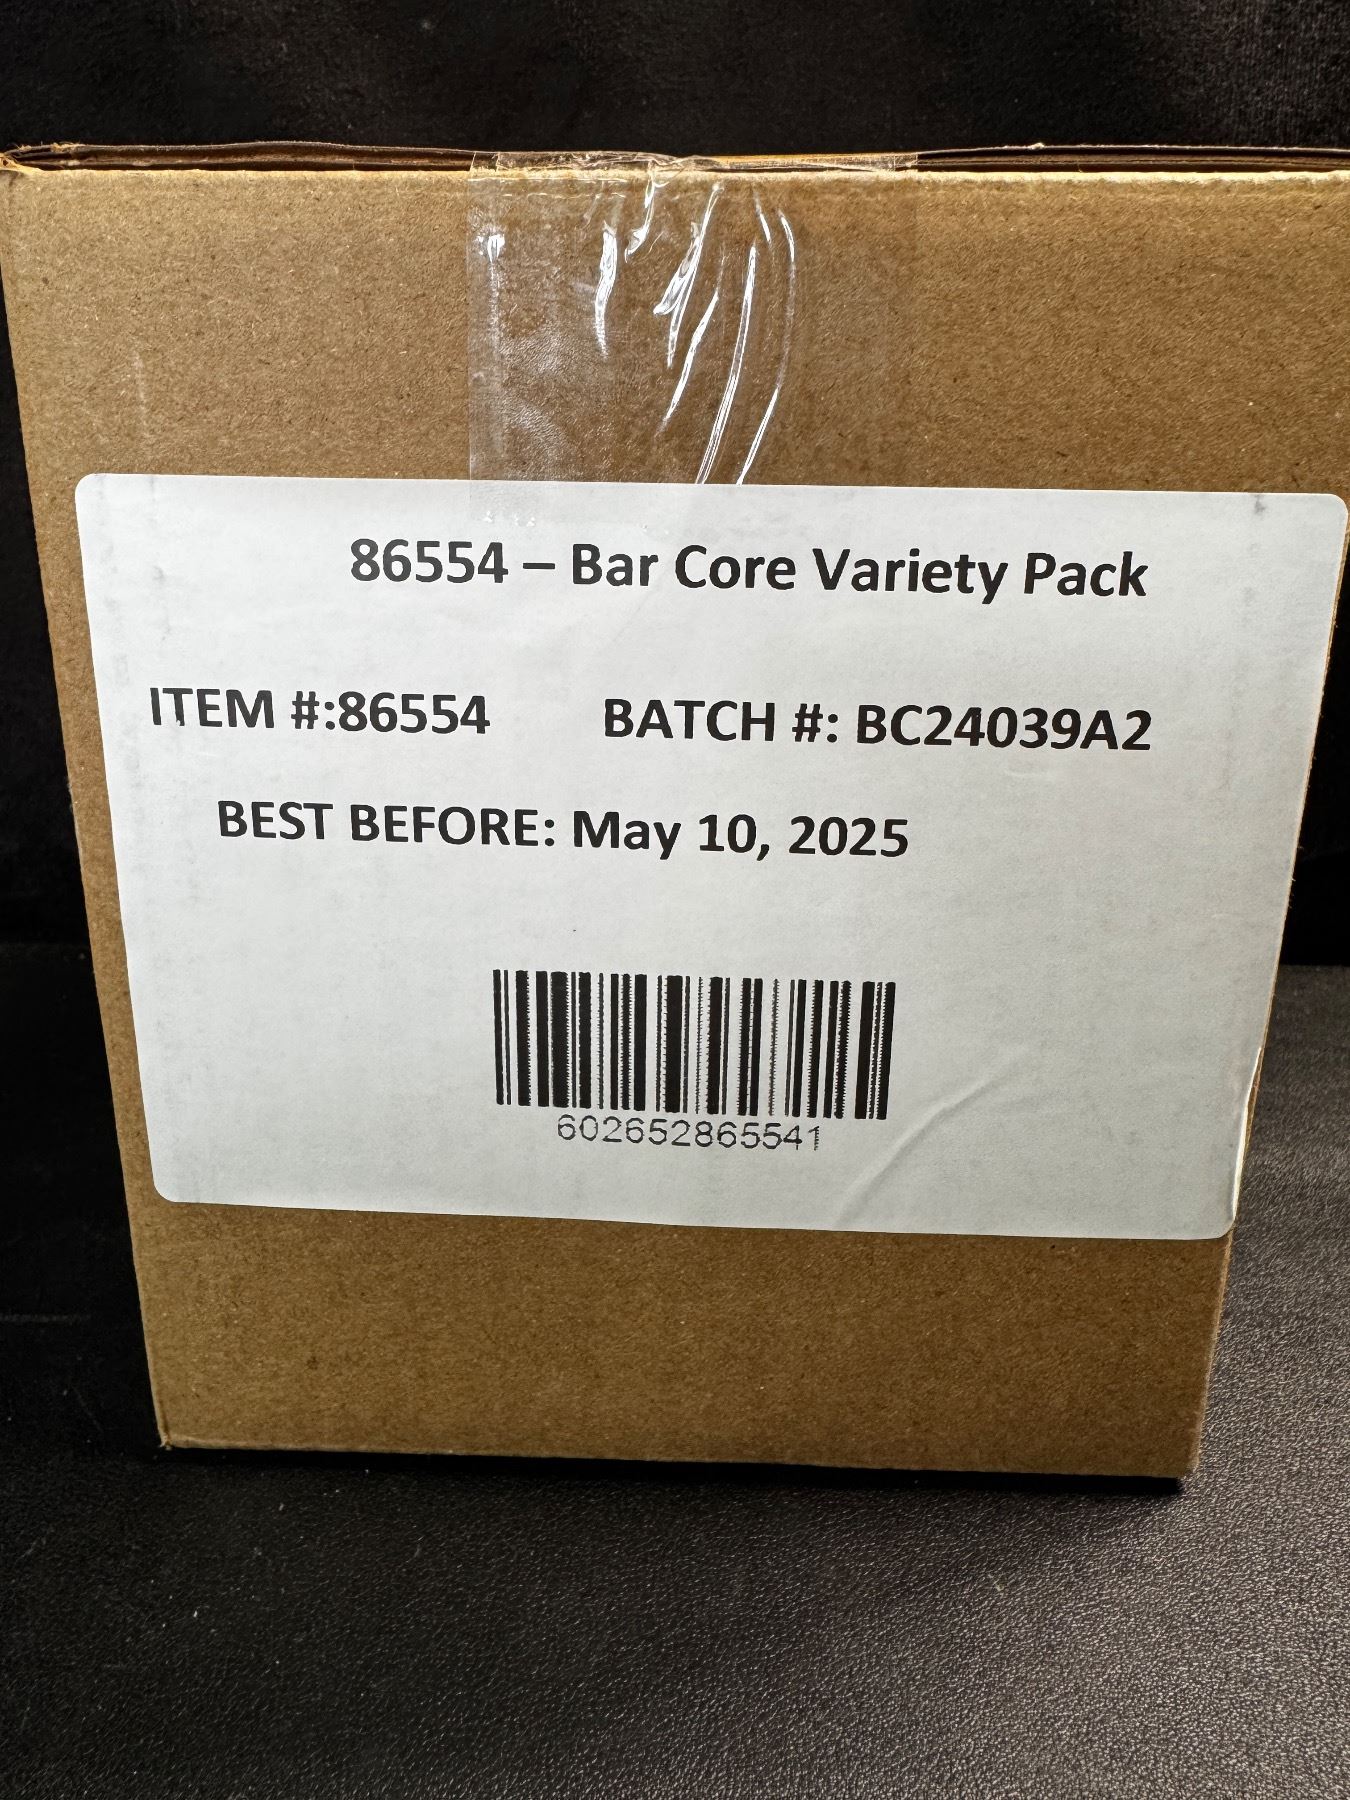 86554 – Bar Core Variety Pack
ITEM #:86554 BATCH #: BC24039A2
BEST BEFORE: May 10, 2025
602652865541